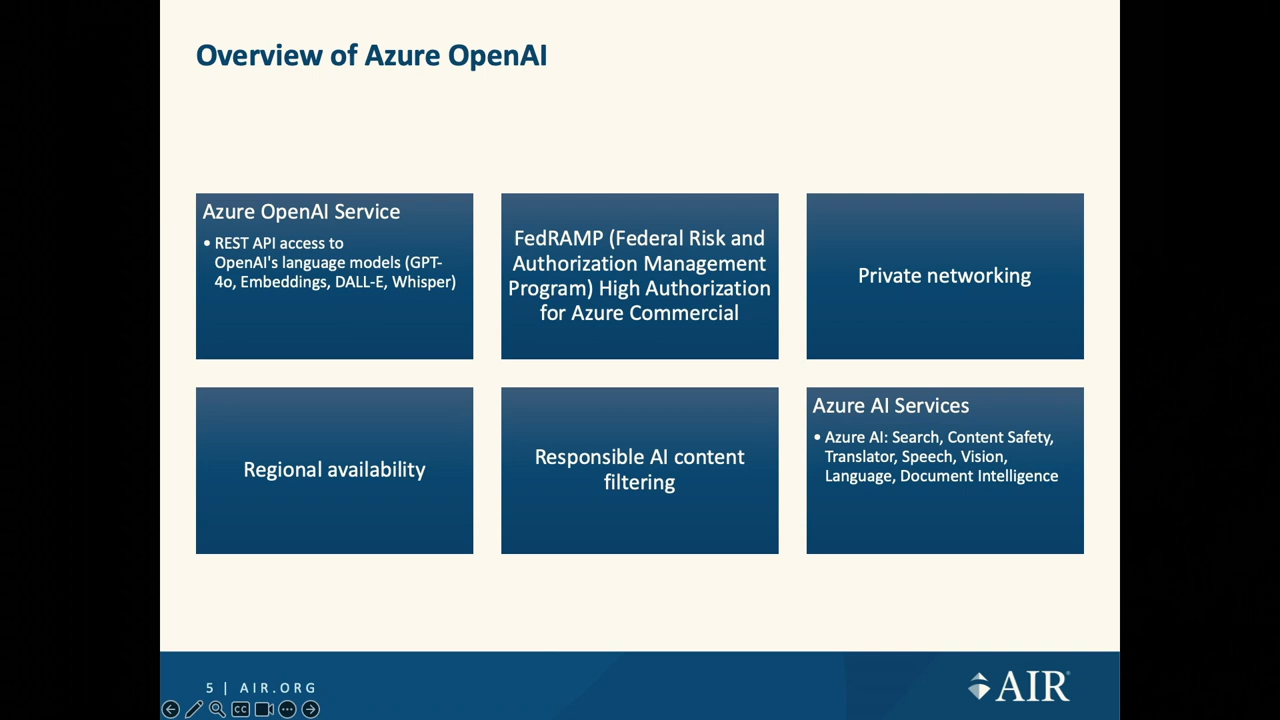 Overview of Azure OpenAI
Azure OpenAI Service
• REST API access to
OpenAI's language models (GPT-
4o, Embeddings, DALL-E, Whisper)
FedRAMP (Federal Risk and
Authorization Management
Program) High Authorization
for Azure Commercial
Private networking
Regional availability
Responsible AI content
filtering
Azure AI Services
• Azure AI: Search, Content Safety,
Translator, Speech, Vision,
Language, Document Intelligence
5 | AIR.ORG
AIR®
CC